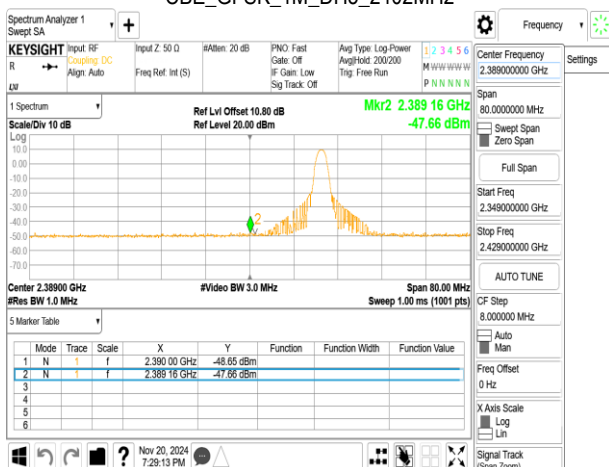 Spectrum Analyzer 1
Swept SA
Frequency
KEYSIGHT
R
Input: RF
Coupling: DC
Align: Auto
Input Z: 50 Ω
Freq Ref: Int (S)
#Atten: 20 dB
PNO: Fast
Gate: Off
IF Gain: Low
Sig Track: Off
Avg Type: Log-Power
Avg|Hold: 200/200
Trig: Free Run
1 2 3 4 5 6
M W W W W W
P N N N N N
1 Spectrum
Scale/Div 10 dB
Log
Ref Lvl Offset 10.80 dB
Ref Level 20.00 dBm
Mkr2 2.389 16 GHz
-47.66 dBm
10.0
0.00
-10.0
-20.0
-30.0
-40.0
-50.0
-60.0
-70.0
2
Center 2.38900 GHz
#Res BW 1.0 MHz
#Video BW 3.0 MHz
Span 80.00 MHz
Sweep 1.00 ms (1001 pts)
5 Marker Table
Mode Trace Scale X Y Function Function Width Function Value
1 N 1 f 2.390 00 GHz -48.65 dBm
2 N 1 f 2.389 16 GHz -47.66 dBm
3
4
5
6
Nov 20, 2024
7:29:13 PM
Center Frequency
2.389000000 GHz
Span
80.0000000 MHz
Swept Span
Zero Span
Full Span
Start Freq
2.349000000 GHz
Stop Freq
2.429000000 GHz
AUTO TUNE
CF Step
8.000000 MHz
Auto
Man
Freq Offset
0 Hz
X Axis Scale
Log
Lin
Signal Track
(Span Zoom)
Settings